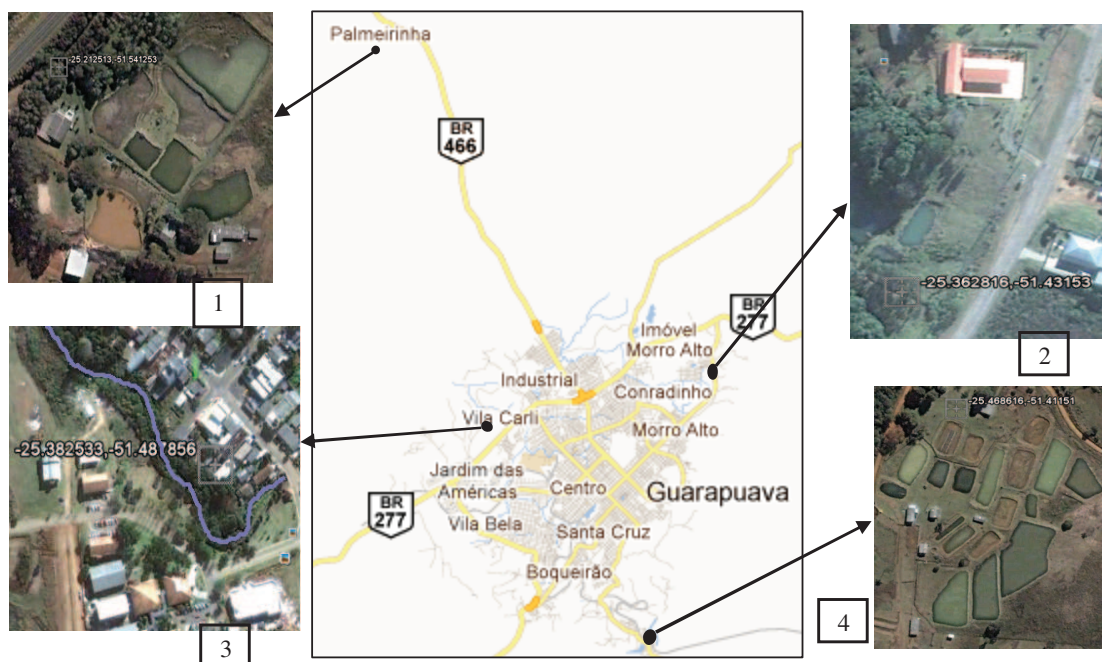 Palmeirinha
-25.212513,-51.541253
1
BR
466
-25.362816,-51.43153
2
BR
277
Imóvel
Morro Alto
Industrial
Conradinho
Vila Carli
Morro Alto
-25.382533,-51.487856
3
Jardim das
Américas
Centro
Guarapuava
BR
277
Vila Bela
Santa Cruz
Boqueirão
-25.468616,-51.41151
4